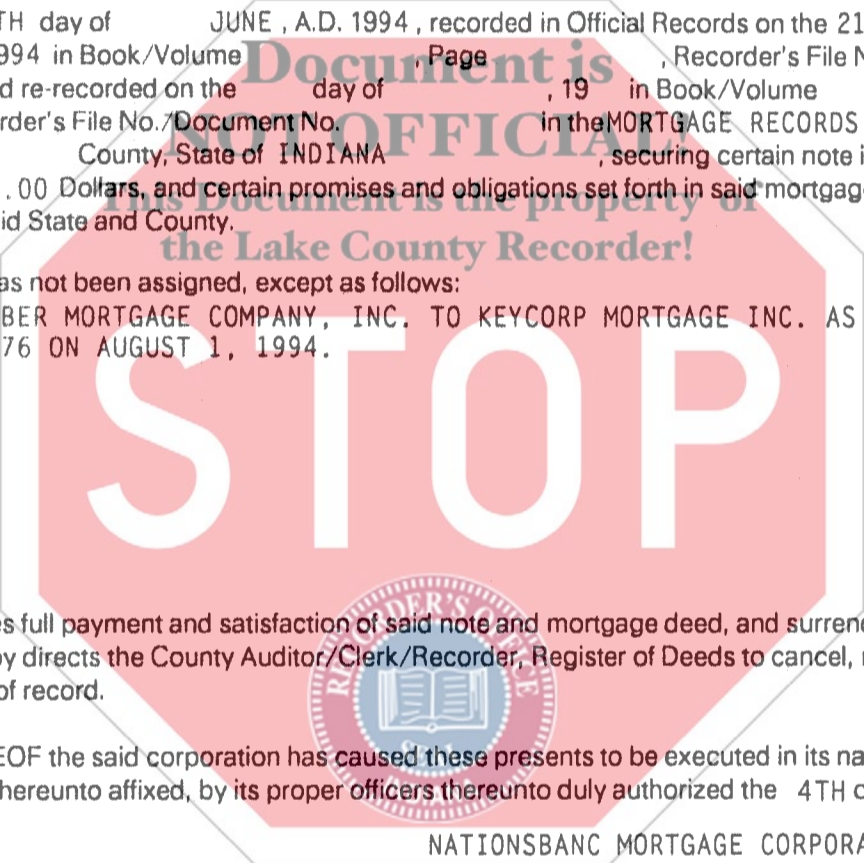 TH day of JUNE , A.D. 1994 , recorded in Official Records on the 21
994 in Book/Volume , Page , Recorder's File N
d re-recorded on the day of , 19 in Book/Volume
rder's File No./Document No. in the MORTGAGE RECORDS
County, State of INDIANA , securing certain note i
.00 Dollars, and certain promises and obligations set forth in said mortgag
id State and County.
Document is
NOT OFFICIAL
This Document is the property of
the Lake County Recorder!
as not been assigned, except as follows:
BER MORTGAGE COMPANY, INC. TO KEYCORP MORTGAGE INC. AS
76 ON AUGUST 1, 1994.
STOP
es full payment and satisfaction of said note and mortgage deed, and surrend
by directs the County Auditor/Clerk/Recorder, Register of Deeds to cancel,
of record.
RECORDER'S OFFICE
SEAL
EOF the said corporation has caused these presents to be executed in its na
hereunto affixed, by its proper officers thereunto duly authorized the 4TH
NATIONSBANC MORTGAGE CORPORA